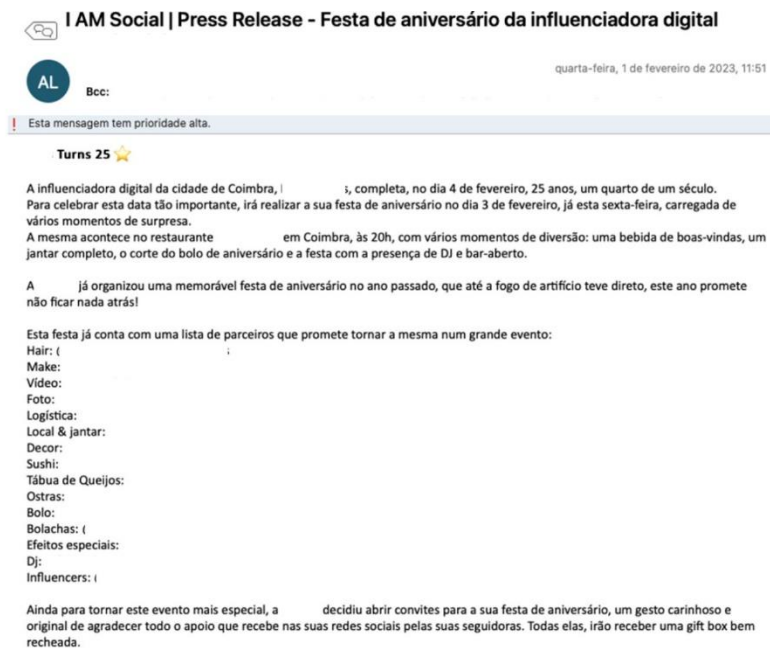 I AM Social | Press Release - Festa de aniversário da influenciadora digital
quarta-feira, 1 de fevereiro de 2023, 11:51
AL
Bcc:
! Esta mensagem tem prioridade alta.
Turns 25 ⭐
A influenciadora digital da cidade de Coimbra, s, completa, no dia 4 de fevereiro, 25 anos, um quarto de um século.
Para celebrar esta data tão importante, irá realizar a sua festa de aniversário no dia 3 de fevereiro, já esta sexta-feira, carregada de
vários momentos de surpresa.
A mesma acontece no restaurante em Coimbra, às 20h, com vários momentos de diversão: uma bebida de boas-vindas, um
jantar completo, o corte do bolo de aniversário e a festa com a presença de DJ e bar-aberto.
A já organizou uma memorável festa de aniversário no ano passado, que até a fogo de artifício teve direto, este ano promete
não ficar nada atrás!
Esta festa já conta com uma lista de parceiros que promete tornar a mesma num grande evento:
Hair: (
Make:
Vídeo:
Foto:
Logística:
Local & jantar:
Decor:
Sushi:
Tábua de Queijos:
Ostras:
Bolo:
Bolachas: (
Efeitos especiais:
Dj:
Influencers: (
Ainda para tornar este evento mais especial, a decidiu abrir convites para a sua festa de aniversário, um gesto carinhoso e
original de agradecer todo o apoio que recebe nas suas redes sociais pelas suas seguidoras. Todas elas, irão receber uma gift box bem
recheada.